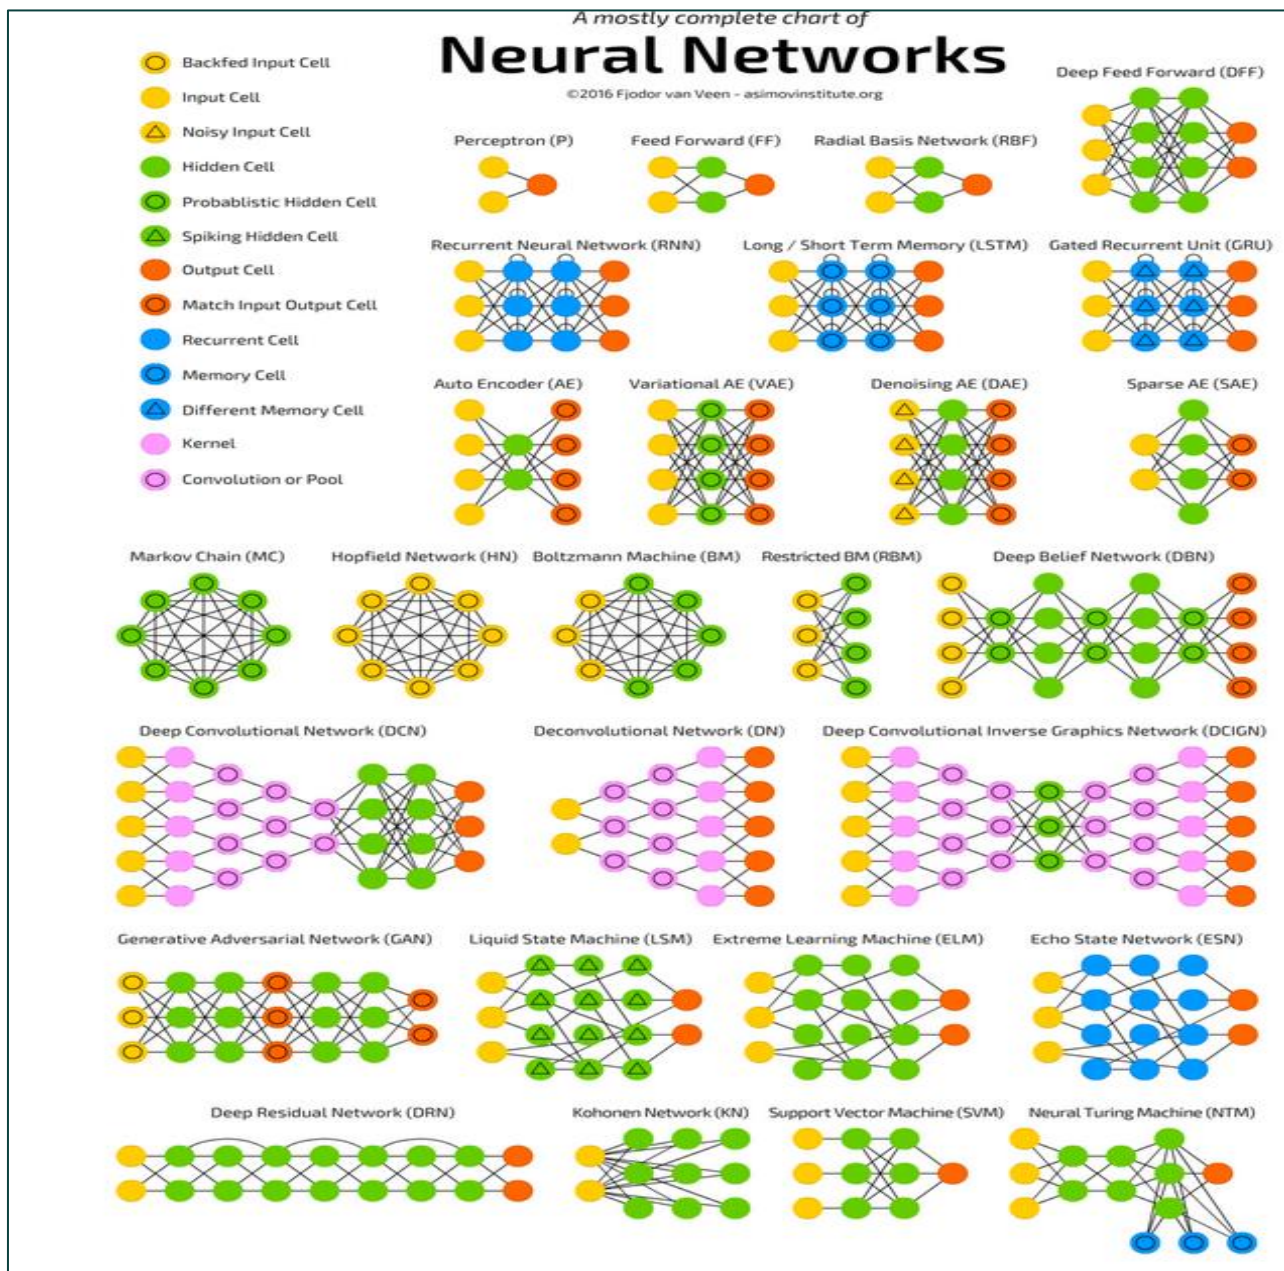 A mostly complete chart of
Neural Networks
©2016 Fjodor van Veen - asimovinstitute.org
Backfed Input Cell
Input Cell
Noisy Input Cell
Hidden Cell
Probablistic Hidden Cell
Spiking Hidden Cell
Output Cell
Match Input Output Cell
Recurrent Cell
Memory Cell
Different Memory Cell
Kernel
Convolution or Pool
Deep Feed Forward (DFF)
Perceptron (P)
Feed Forward (FF)
Radial Basis Network (RBF)
Recurrent Neural Network (RNN)
Long / Short Term Memory (LSTM)
Gated Recurrent Unit (GRU)
Auto Encoder (AE)
Variational AE (VAE)
Denoising AE (DAE)
Sparse AE (SAE)
Markov Chain (MC)
Hopfield Network (HN)
Boltzmann Machine (BM)
Restricted BM (RBM)
Deep Belief Network (DBN)
Deep Convolutional Network (DCN)
Deconvolutional Network (DN)
Deep Convolutional Inverse Graphics Network (DCIGN)
Generative Adversarial Network (GAN)
Liquid State Machine (LSM)
Extreme Learning Machine (ELM)
Echo State Network (ESN)
Deep Residual Network (DRN)
Kohonen Network (KN)
Support Vector Machine (SVM)
Neural Turing Machine (NTM)